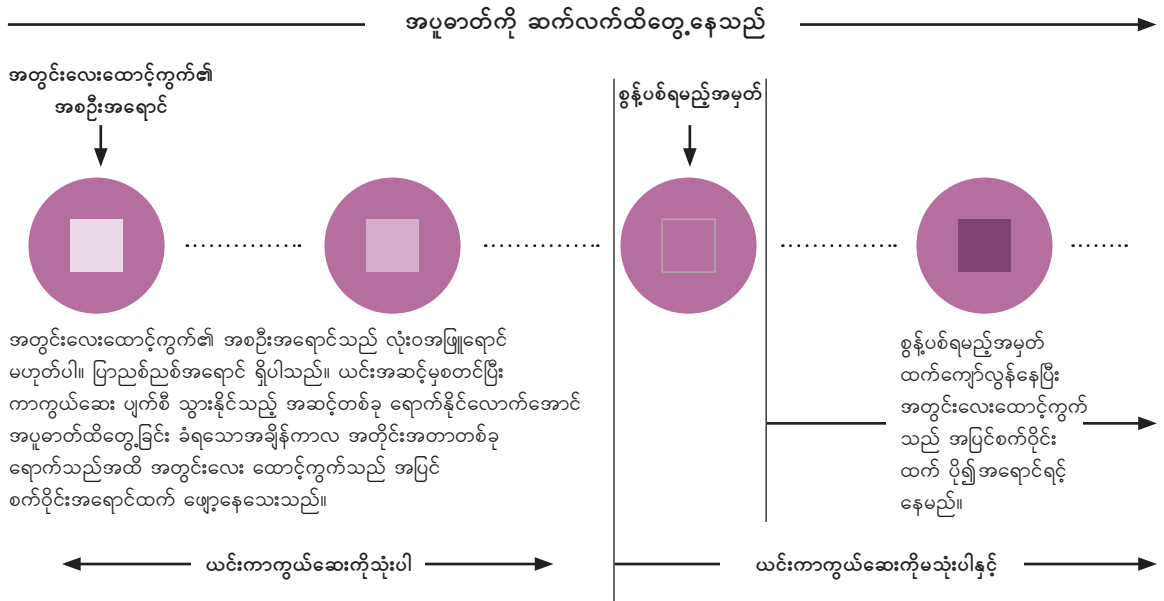 အပူဓာတ်ကို ဆက်လက်ထိတွေ့နေသည်
အတွင်းလေးထောင့်ကွက်၏
အစဦးအရောင်
စွန့်ပစ်ရမည့်အမှတ်
အတွင်းလေးထောင့်ကွက်၏ အစဦးအရောင်သည် လုံးဝအဖြူရောင်
မဟုတ်ပါ။ ပြာညစ်ညစ်အရောင် ရှိပါသည်။ ယင်းအဆင့်မှစတင်ပြီး
ကာကွယ်ဆေး ပျက်စီး သွားနိုင်သည့် အဆင့်တစ်ခု ရောက်နိုင်လောက်အောင်
အပူဓာတ်ထိတွေ့ခြင်း ခံရသောအချိန်ကာလ အတိုင်းအတာတစ်ခု
ရောက်သည်အထိ အတွင်းလေး ထောင့်ကွက်သည် အပြင်
စက်ဝိုင်းအရောင်ထက် ဖျော့နေသေးသည်။
စွန့်ပစ်ရမည့်အမှတ်
ထက်ကျော်လွန်နေပြီး
အတွင်းလေးထောင့်ကွက်
သည် အပြင်စက်ဝိုင်း
ထက် ပို၍အရောင်ရင့်
နေမည်။
ယင်းကာကွယ်ဆေးကိုသုံးပါ
ယင်းကာကွယ်ဆေးကိုမသုံးပါနှင့်